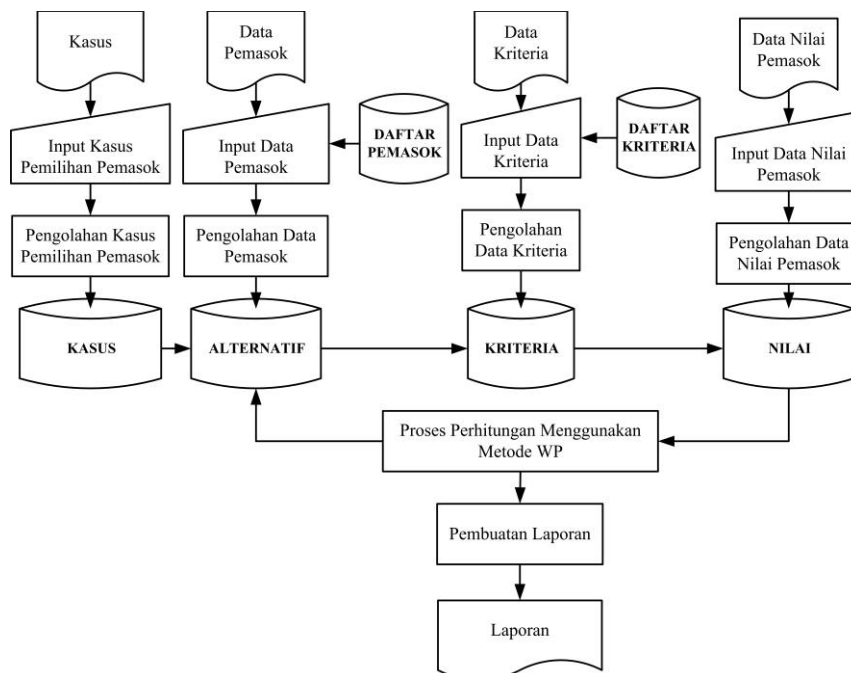 Kasus
Data
Pemasok
Data
Kriteria
Data Nilai
Pemasok
Input Kasus
Pemilihan Pemasok
Input Data
Pemasok
DAFTAR
PEMASOK
Input Data
Kriteria
DAFTAR
KRITERIA
Input Data Nilai
Pemasok
Pengolahan Kasus
Pemilihan Pemasok
Pengolahan Data
Pemasok
Pengolahan
Data Kriteria
Pengolahan Data
Nilai Pemasok
KASUS
ALTERNATIF
KRITERIA
NILAI
Proses Perhitungan Menggunakan
Metode WP
Pembuatan Laporan
Laporan